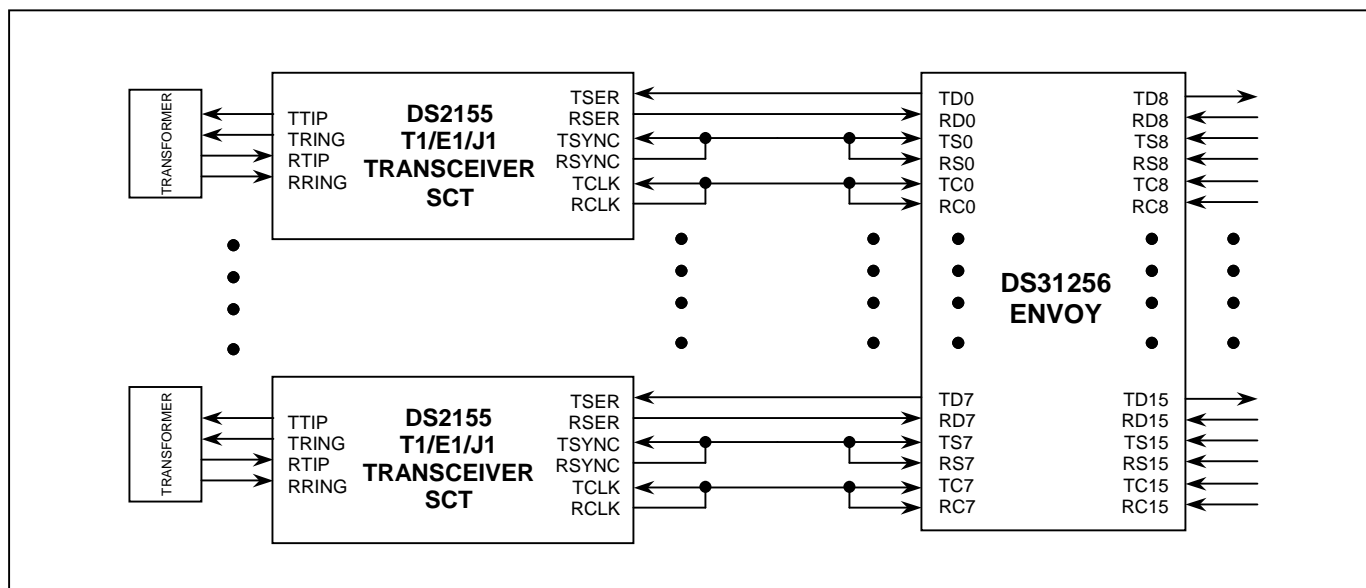 TRANSFORMER
TTIP
TRING
RTIP
RRING
DS2155
T1/E1/J1
TRANSCEIVER
SCT
TSER
RSER
TSYNC
RSYNC
TCLK
RCLK
TD0
RD0
TS0
RS0
TC0
RC0
TD8
RD8
TS8
RS8
TC8
RC8
DS31256
ENVOY
TRANSFORMER
TTIP
TRING
RTIP
RRING
DS2155
T1/E1/J1
TRANSCEIVER
SCT
TSER
RSER
TSYNC
RSYNC
TCLK
RCLK
TD7
RD7
TS7
RS7
TC7
RC7
TD15
RD15
TS15
RS15
TC15
RC15